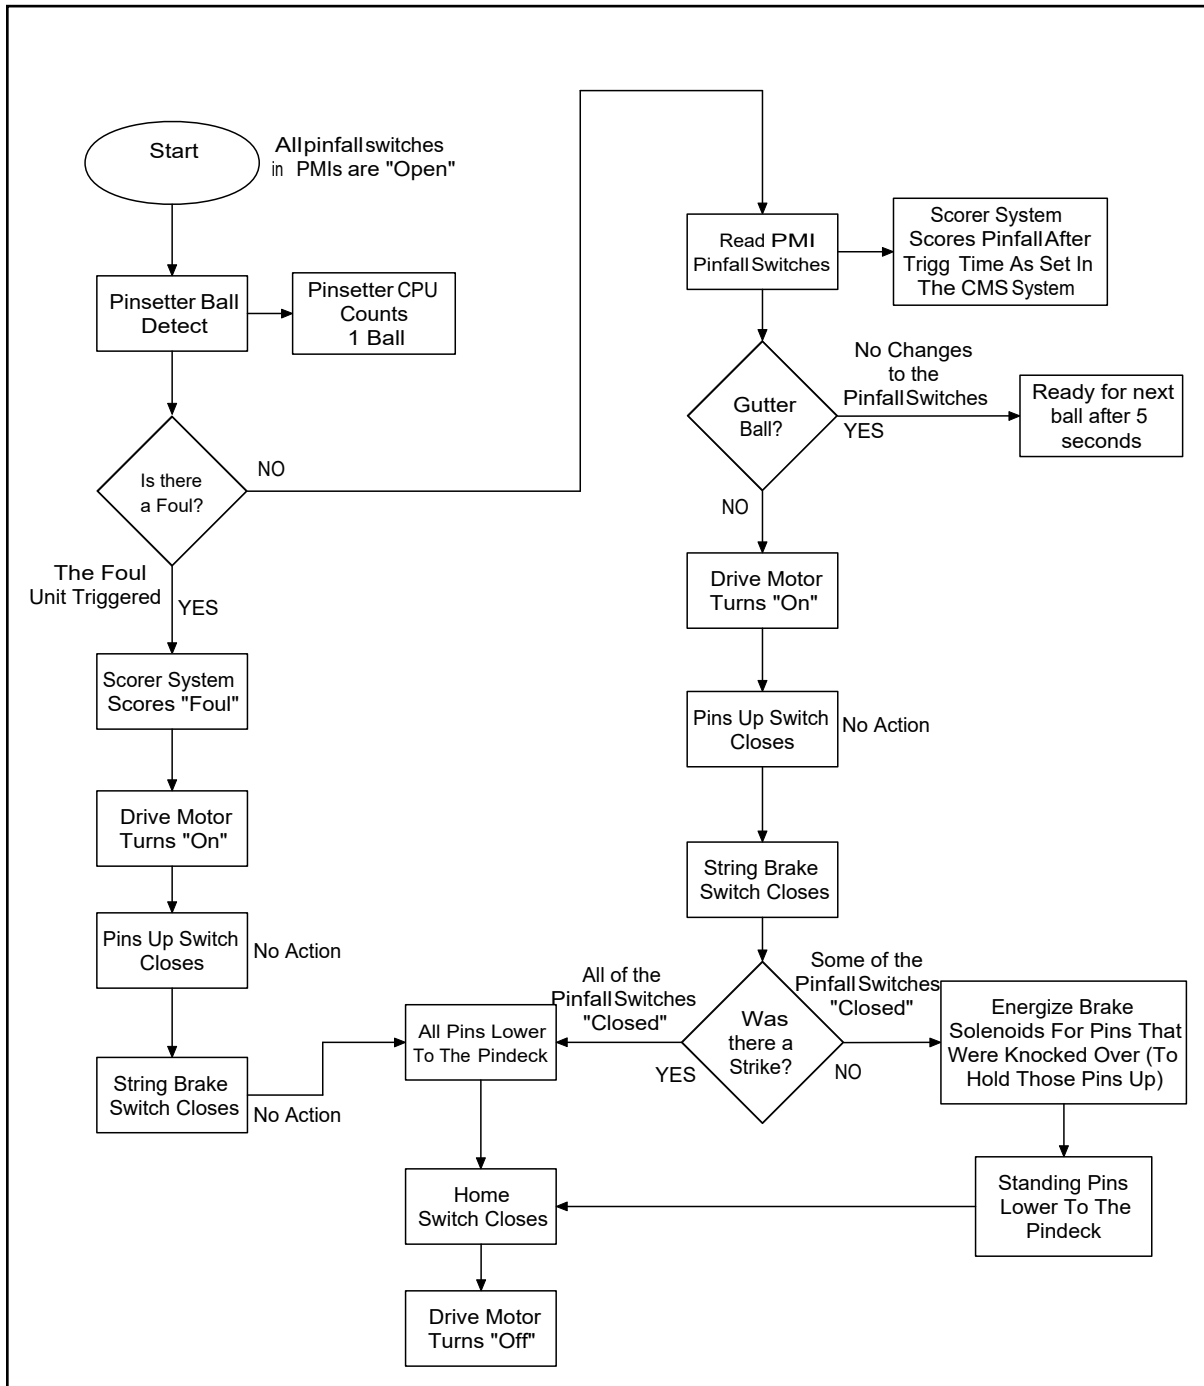 Start
All pinfall switches
in PMIs are "Open"
Pinsetter Ball
Detect
Pinsetter CPU
Counts
1 Ball
Is there
a Foul?
NO
The Foul
Unit Triggered
YES
Scorer System
Scores "Foul"
Drive Motor
Turns "On"
Pins Up Switch
Closes
No Action
String Brake
Switch Closes
No Action
Read PMI
Pinfall Switches
Scorer System
Scores Pinfall After
Trigg Time As Set In
The CMS System
Gutter
Ball?
No Changes
to the
Pinfall Switches
YES
Ready for next
ball after 5
seconds
NO
Drive Motor
Turns "On"
Pins Up Switch
Closes
No Action
String Brake
Switch Closes
Was
there a
Strike?
All of the
Pinfall Switches
"Closed"
YES
Some of the
Pinfall Switches
"Closed"
NO
All Pins Lower
To The Pindeck
Energize Brake
Solenoids For Pins That
Were Knocked Over (To
Hold Those Pins Up)
Standing Pins
Lower To The
Pindeck
Home
Switch Closes
Drive Motor
Turns "Off"